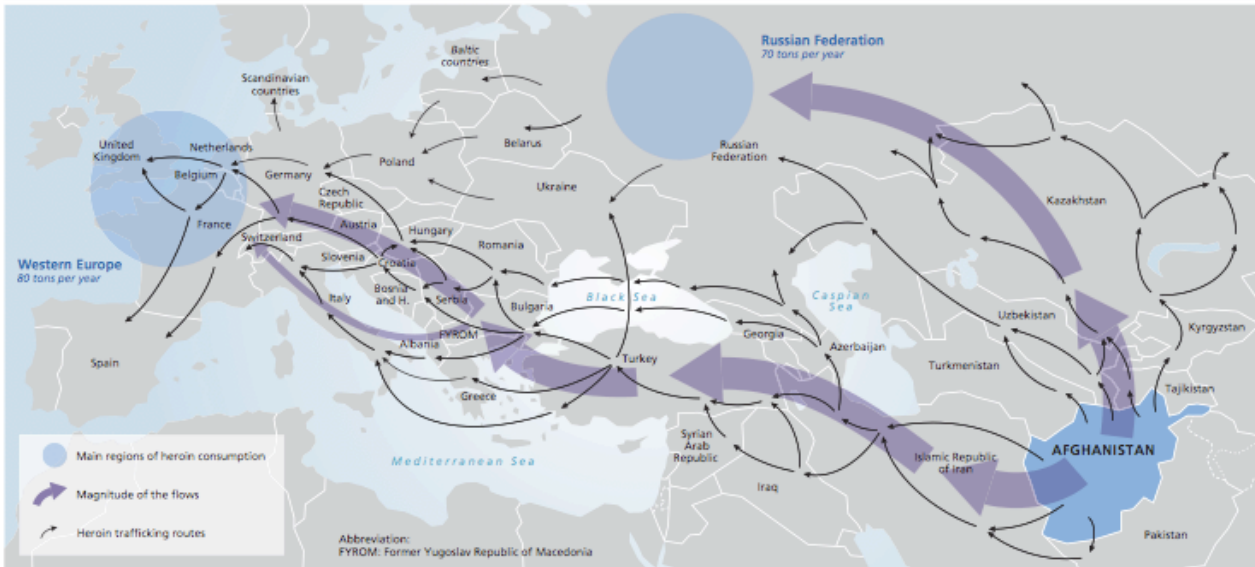 Russian Federation
70 tons per year
Baltic
countries
Scandinavian
countries
United
Kingdom
Netherlands
Belgium
Germany
Poland
Belarus
Russian
Federation
Czech
Republic
Ukraine
Kazakhstan
France
Austria
Hungary
Switzerland
Romania
Slovenia
Croatia
Western Europe
80 tons per year
Bosnia
and H.
Serbia
Italy
Bulgaria
Black Sea
Caspian
Sea
Uzbekistan
Kyrgyzstan
FYROM
Albania
Georgia
Azerbaijan
Spain
Turkey
Turkmenistan
Tajikistan
Greece
Syrian
Arab
Republic
AFGHANISTAN
Islamic Republic
of Iran
Mediterranean Sea
Iraq
Pakistan
Main regions of heroin consumption
Magnitude of the flows
Heroin trafficking routes
Abbreviation:
FYROM: Former Yugoslav Republic of Macedonia